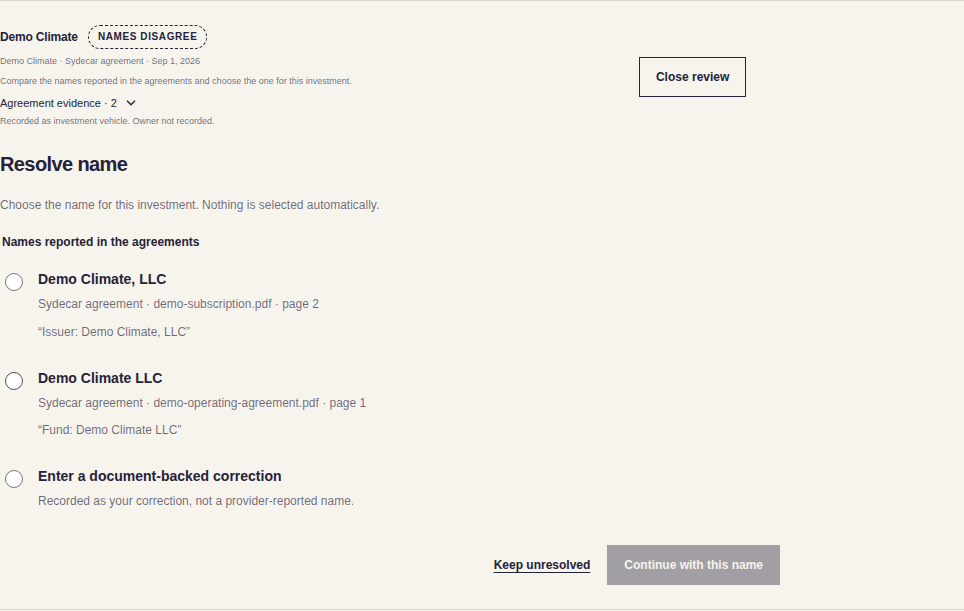 Demo Climate NAMES DISAGREE
Demo Climate · Sydecar agreement · Sep 1, 2026
Close review
Compare the names reported in the agreements and choose the one for this investment.
Agreement evidence · 2
Recorded as investment vehicle. Owner not recorded.
Resolve name
Choose the name for this investment. Nothing is selected automatically.
Names reported in the agreements
Demo Climate, LLC
Sydecar agreement · demo-subscription.pdf · page 2
“Issuer: Demo Climate, LLC”
Demo Climate LLC
Sydecar agreement · demo-operating-agreement.pdf · page 1
“Fund: Demo Climate LLC”
Enter a document-backed correction
Recorded as your correction, not a provider-reported name.
Keep unresolved Continue with this name